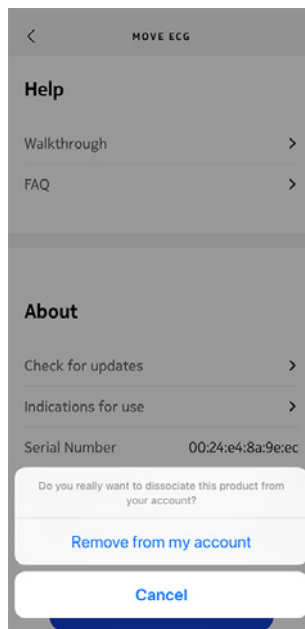 MOVE ECG
Help
Walkthrough
FAQ
About
Check for updates
Indications for use
Serial Number 00:24:e4:8a:9e:ec
Do you really want to dissociate this product from
your account?
Remove from my account
Cancel